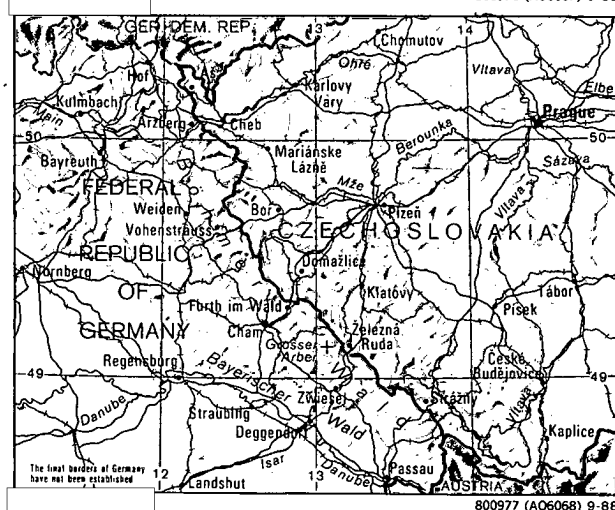 GER. DEM. REP.
13
14
Chomutov
Hof
Aš
Ohře
Vltava
Elbe
Karlovy
Vary
Kulmbach
Main
Arzberg
Cheb
Prague
50
50
Berounka
Bayreuth
Mariánske
Lázně
Sázava
FEDERAL
Mže
Weiden
Bor
Plzeň
Vltava
Vohenstrauss
CZECHOSLOVAKIA
REPUBLIC
Domažlice
Nürnberg
OF
Klatovy
Tábor
Furth im Wald
Písek
GERMANY
Cham
Železná
Ruda
Grosser
Arber
Regensburg
České
Budějovice
49
49
Bayerischer
Wald
Danube
Straubing
Zwiesel
Strážný
Vltava
Deggendorf
Kaplice
The final borders of Germany
have not been established
12
Isar
13
Danube
Landshut
Passau
AUSTRIA
800977 (A06068) 9-86